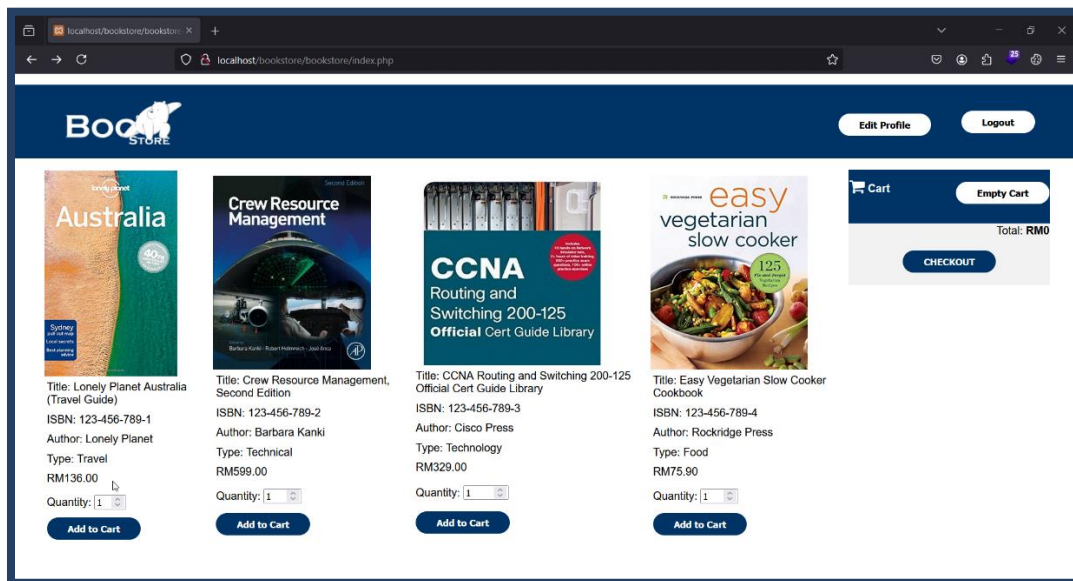 localhost/bookstore/bookstore
localhost/bookstore/bookstore/index.php
25
Boo
STORE
Edit Profile
Logout
lonely planet
Australia
Sydney
Local secrets
Title: Lonely Planet Australia
(Travel Guide)
ISBN: 123-456-789-1
Author: Lonely Planet
Type: Travel
RM136.00
Quantity: 1
Add to Cart
Second Edition
Crew Resource
Management
Barbara Kanki · Robert Helmreich · José Anca
Title: Crew Resource Management,
Second Edition
ISBN: 123-456-789-2
Author: Barbara Kanki
Type: Technical
RM599.00
Quantity: 1
Add to Cart
CCNA
Routing and
Switching 200-125
Official Cert Guide Library
Title: CCNA Routing and Switching 200-125
Official Cert Guide Library
ISBN: 123-456-789-3
Author: Cisco Press
Type: Technology
RM329.00
Quantity: 1
Add to Cart
easy
vegetarian
slow cooker
125
Title: Easy Vegetarian Slow Cooker
Cookbook
ISBN: 123-456-789-4
Author: Rockridge Press
Type: Food
RM75.90
Quantity: 1
Add to Cart
Cart
Empty Cart
Total: RM0
CHECKOUT